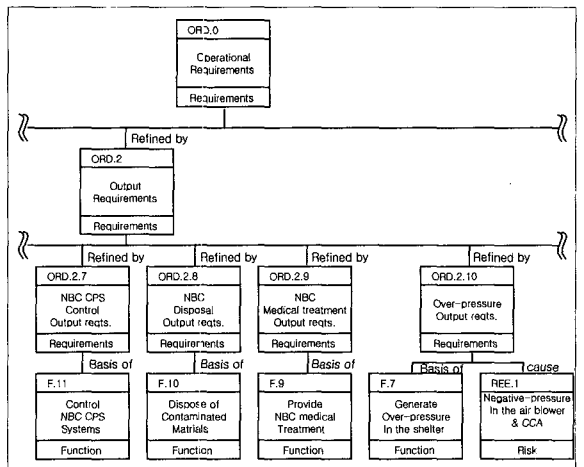 ORD.0
Operational
Requirements
Requirements
Refined by
ORD.2
Output
Requirements
Requirements
Refined by
Refined by
Refined by
Refined by
ORD.2.7
NBC CPS
Control
Output reqts.
Requirements
ORD.2.8
NBC
Disposal
Output reqts.
Requirements
ORD.2.9
NBC
Medical treatment
Output reqts.
Requirements
ORD.2.10
Over-pressure
Output reqts.
Requirements
Basis of
Basis of
Basis of
Basis of
cause
F.11
Control
NBC CPS
Systems
Function
F.10
Dispose of
Contaminated
Matrials
Function
F.9
Provide
NBC medical
Treatment
Function
F.7
Generate
Over-pressure
In the shelter
Function
REE.1
Negative-pressure
In the air blower
& CCA
Risk